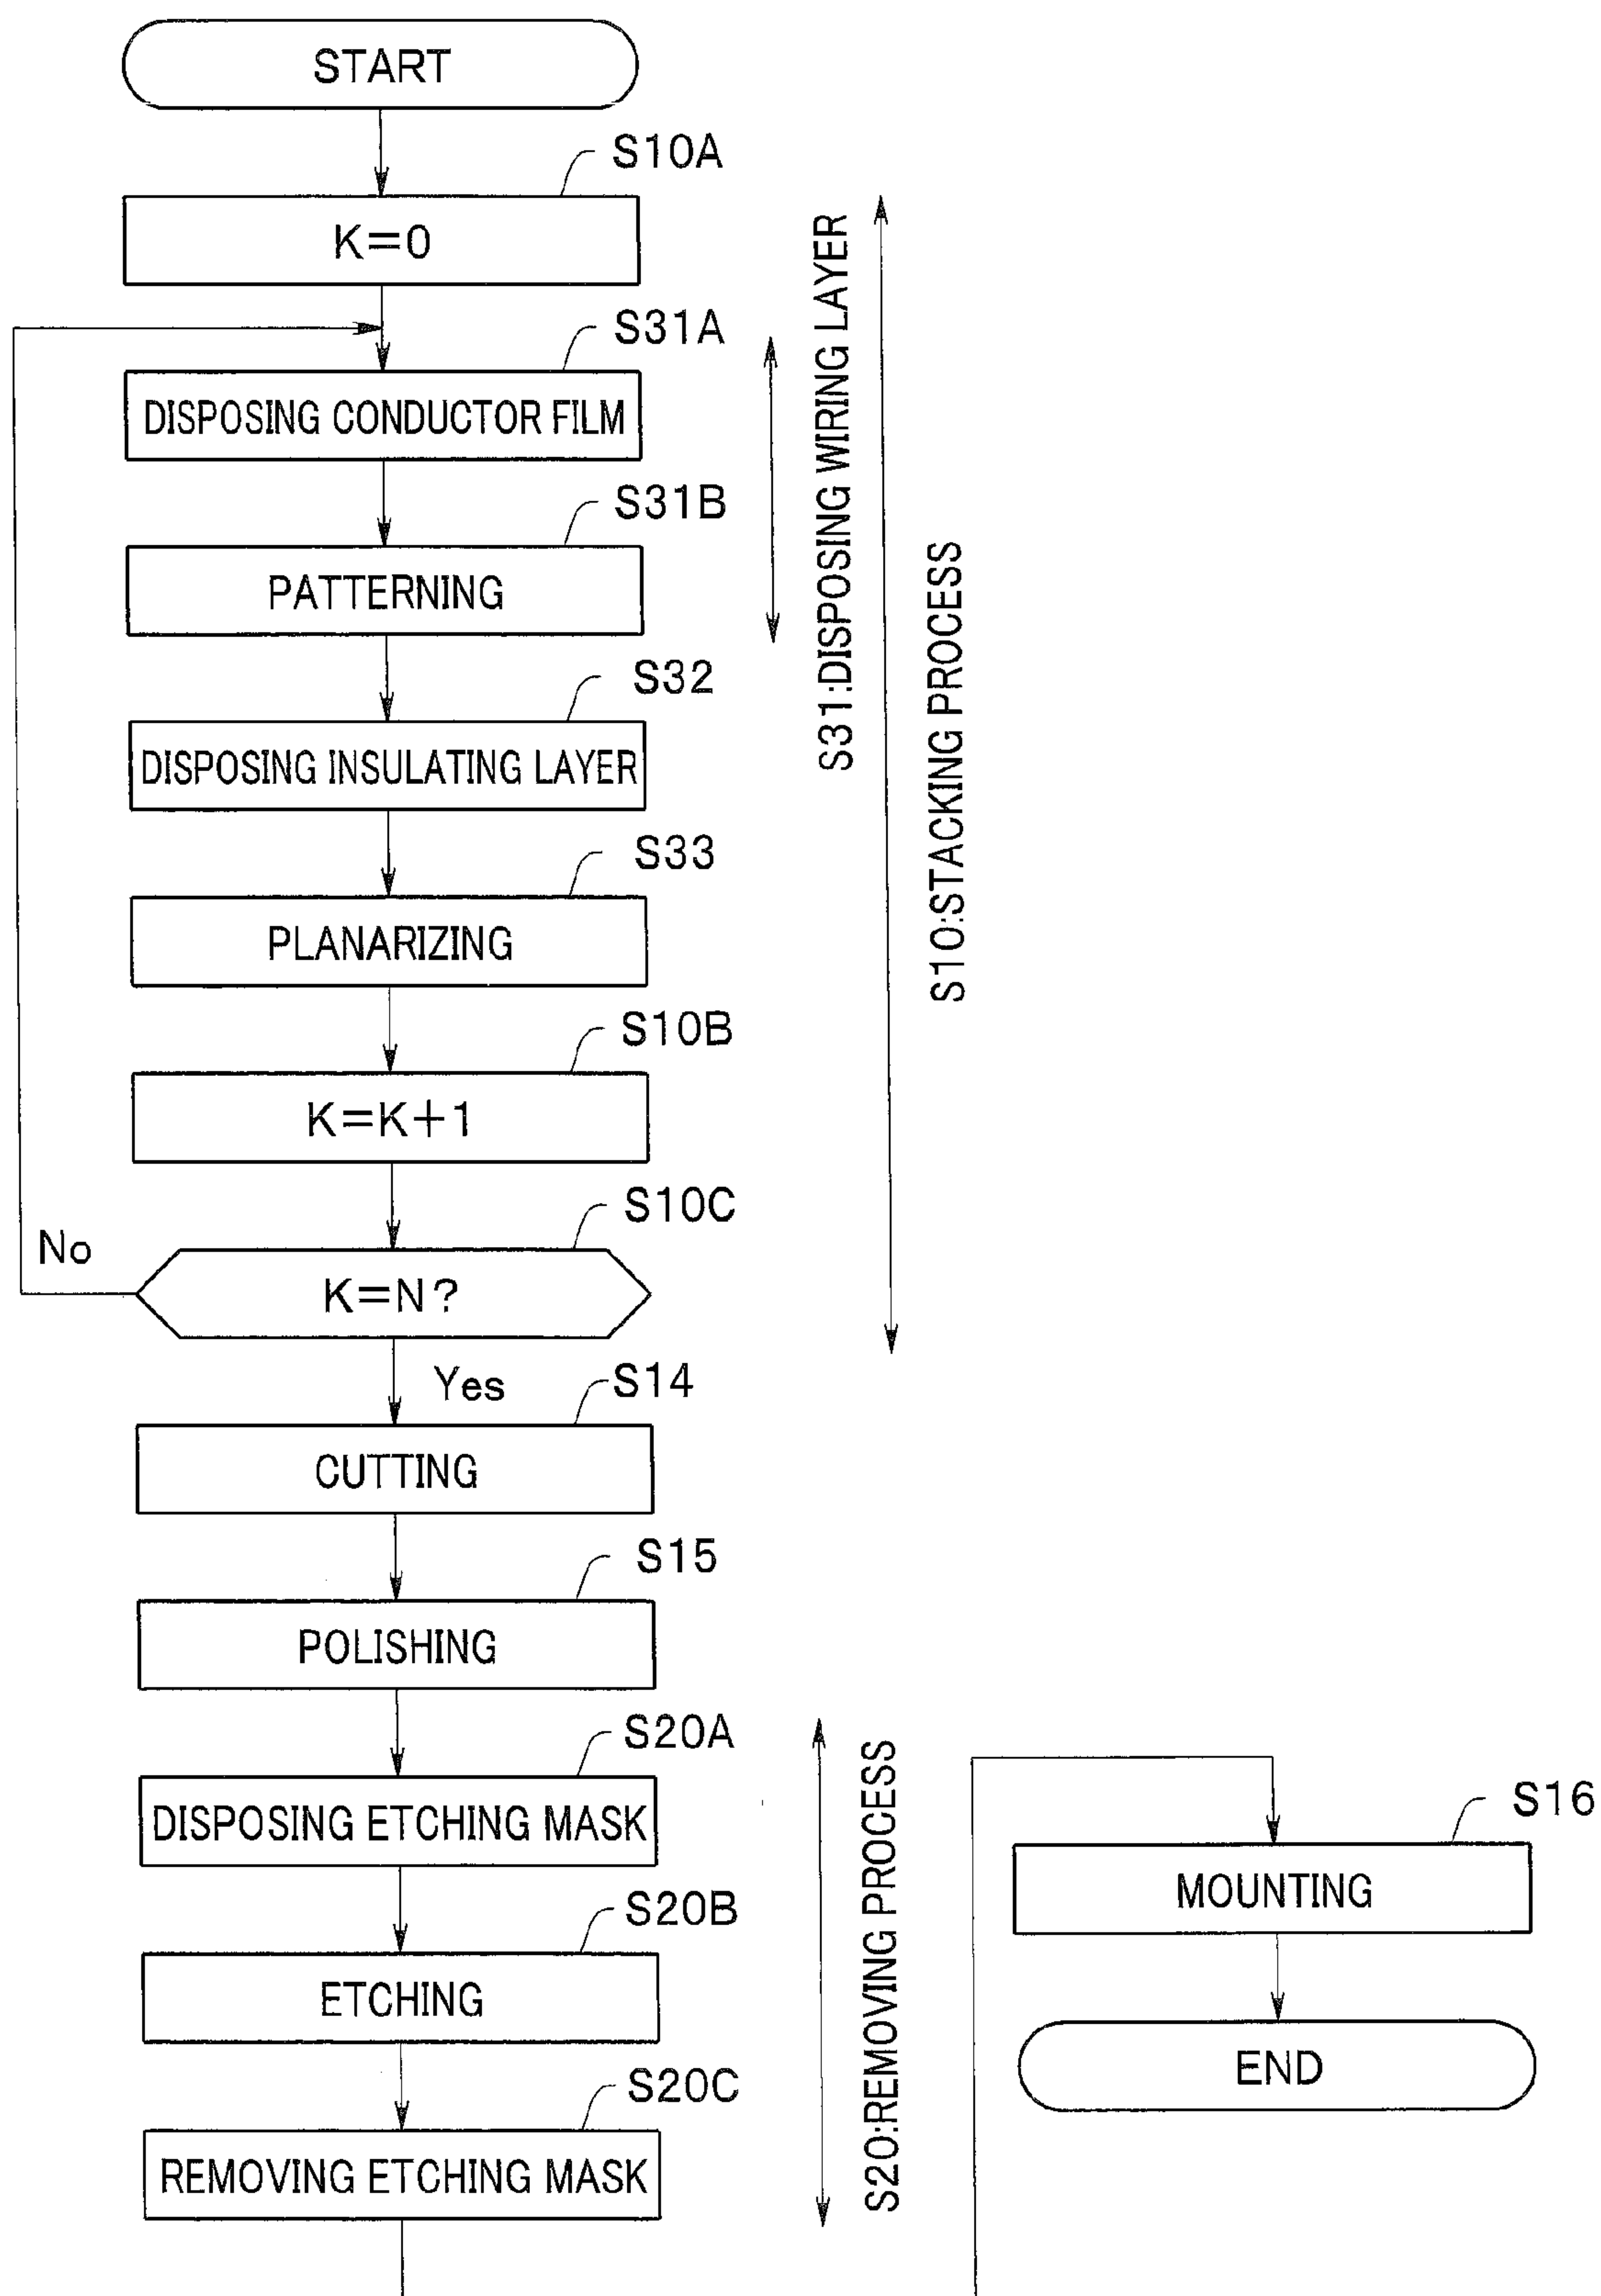 START
S10A
K=0
S31A
DISPOSING CONDUCTOR FILM
S31B
PATTERNING
S32
DISPOSING INSULATING LAYER
S33
PLANARIZING
S10B
K=K+1
S10C
No
K=N?
Yes
S14
CUTTING
S15
POLISHING
S20A
DISPOSING ETCHING MASK
S20B
ETCHING
S20C
REMOVING ETCHING MASK
S31:DISPOSING WIRING LAYER
S10:STACKING PROCESS
S20:REMOVING PROCESS
S16
MOUNTING
END